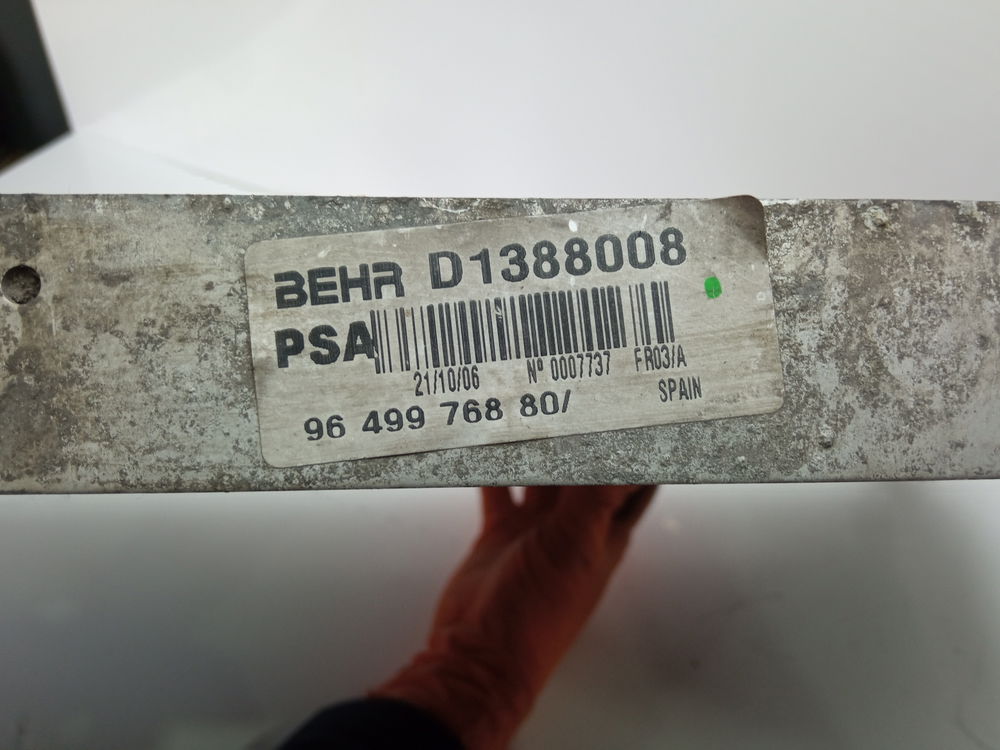 BEHR D1388008
PSA
21/10/06 Nº 0007737 FR03/A
96 499 768 80/ SPAIN